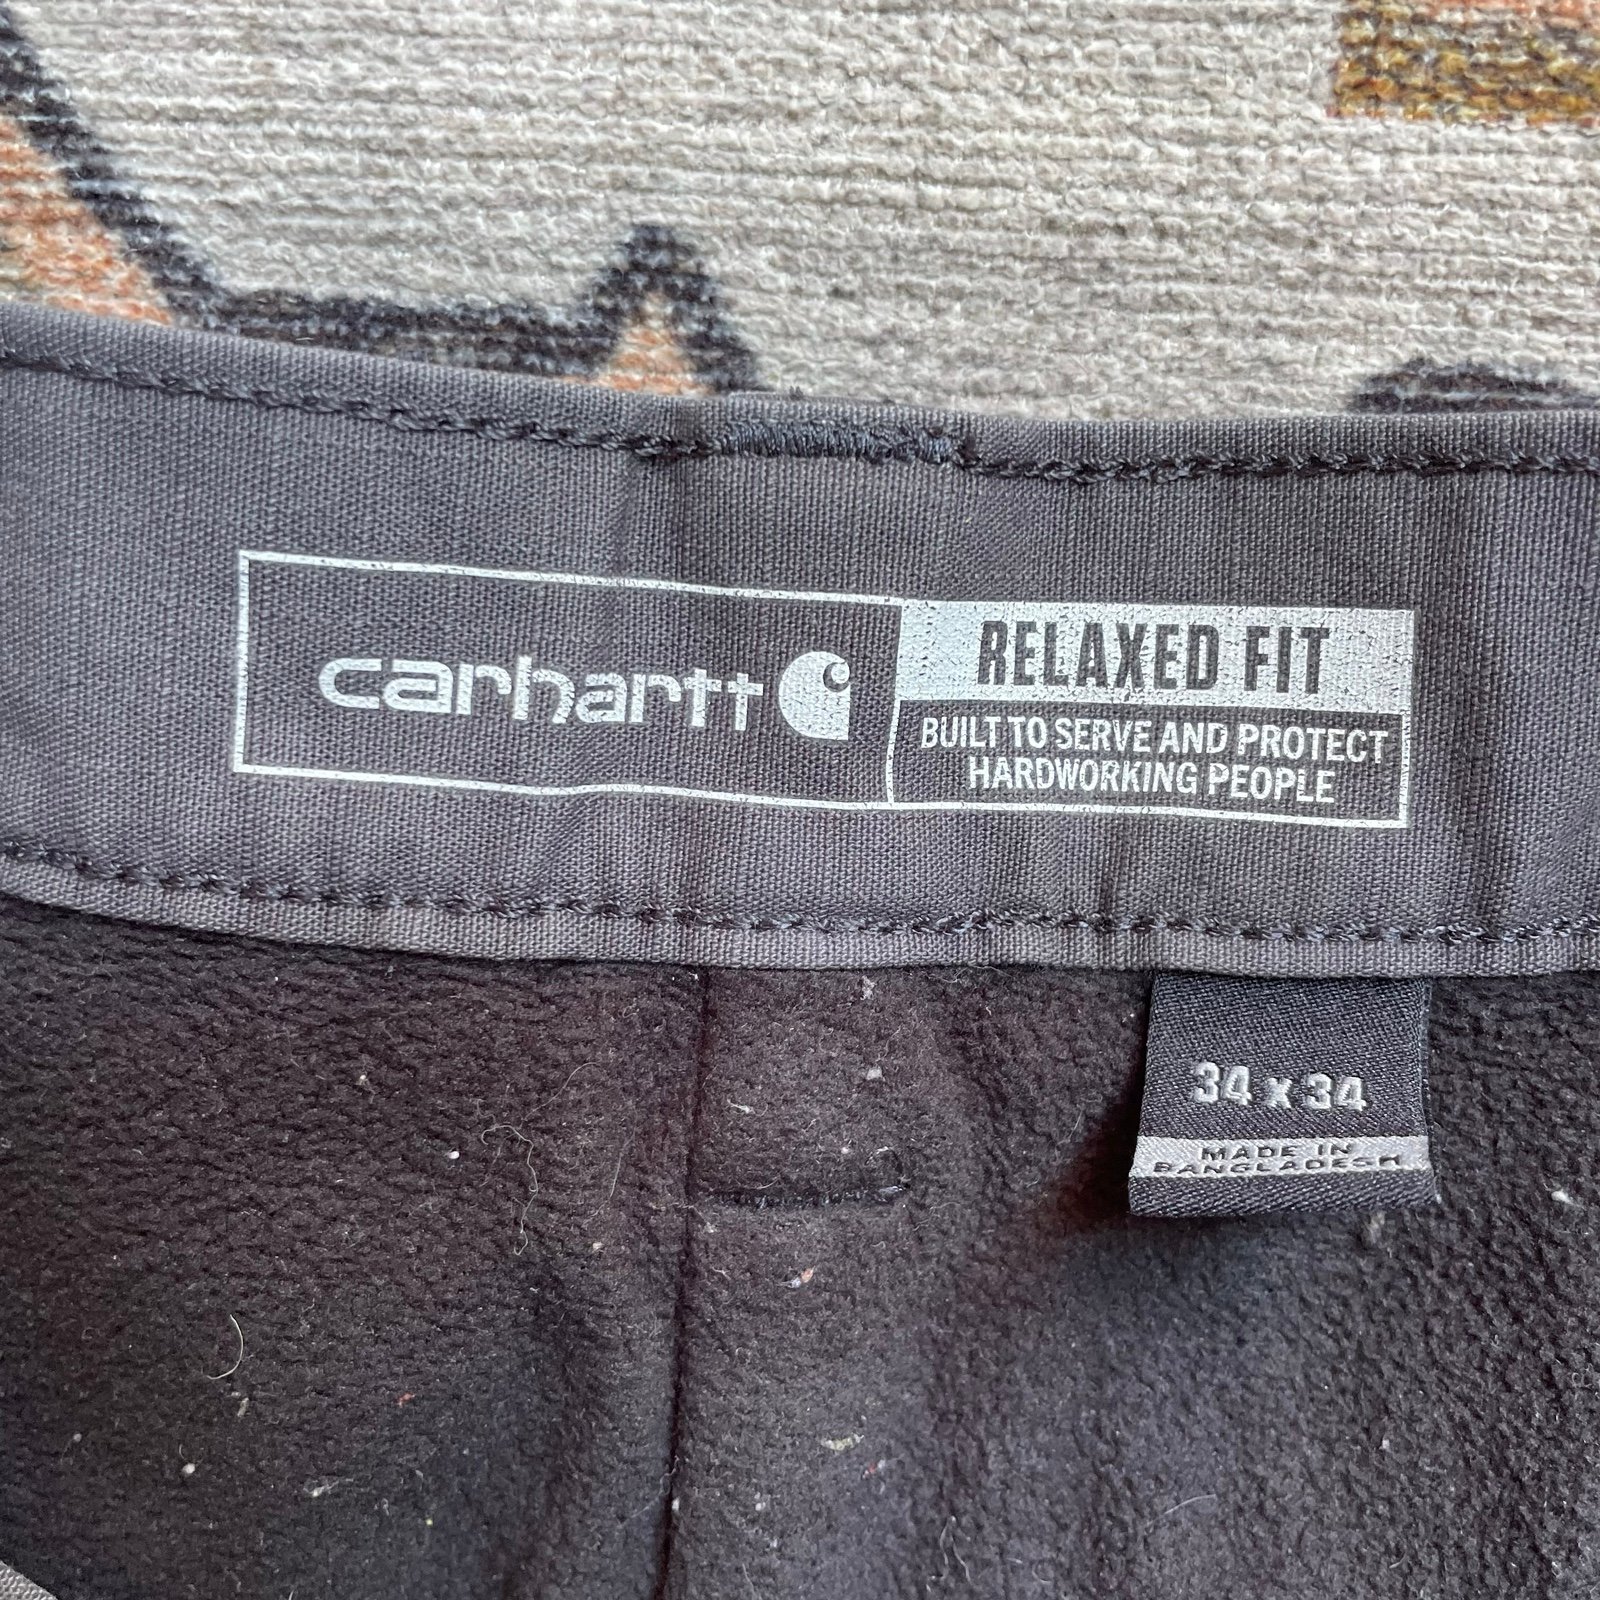 carhartt
RELAXED FIT
BUILT TO SERVE AND PROTECT
HARDWORKING PEOPLE
34 x 34
MADE IN
BANGLADESH